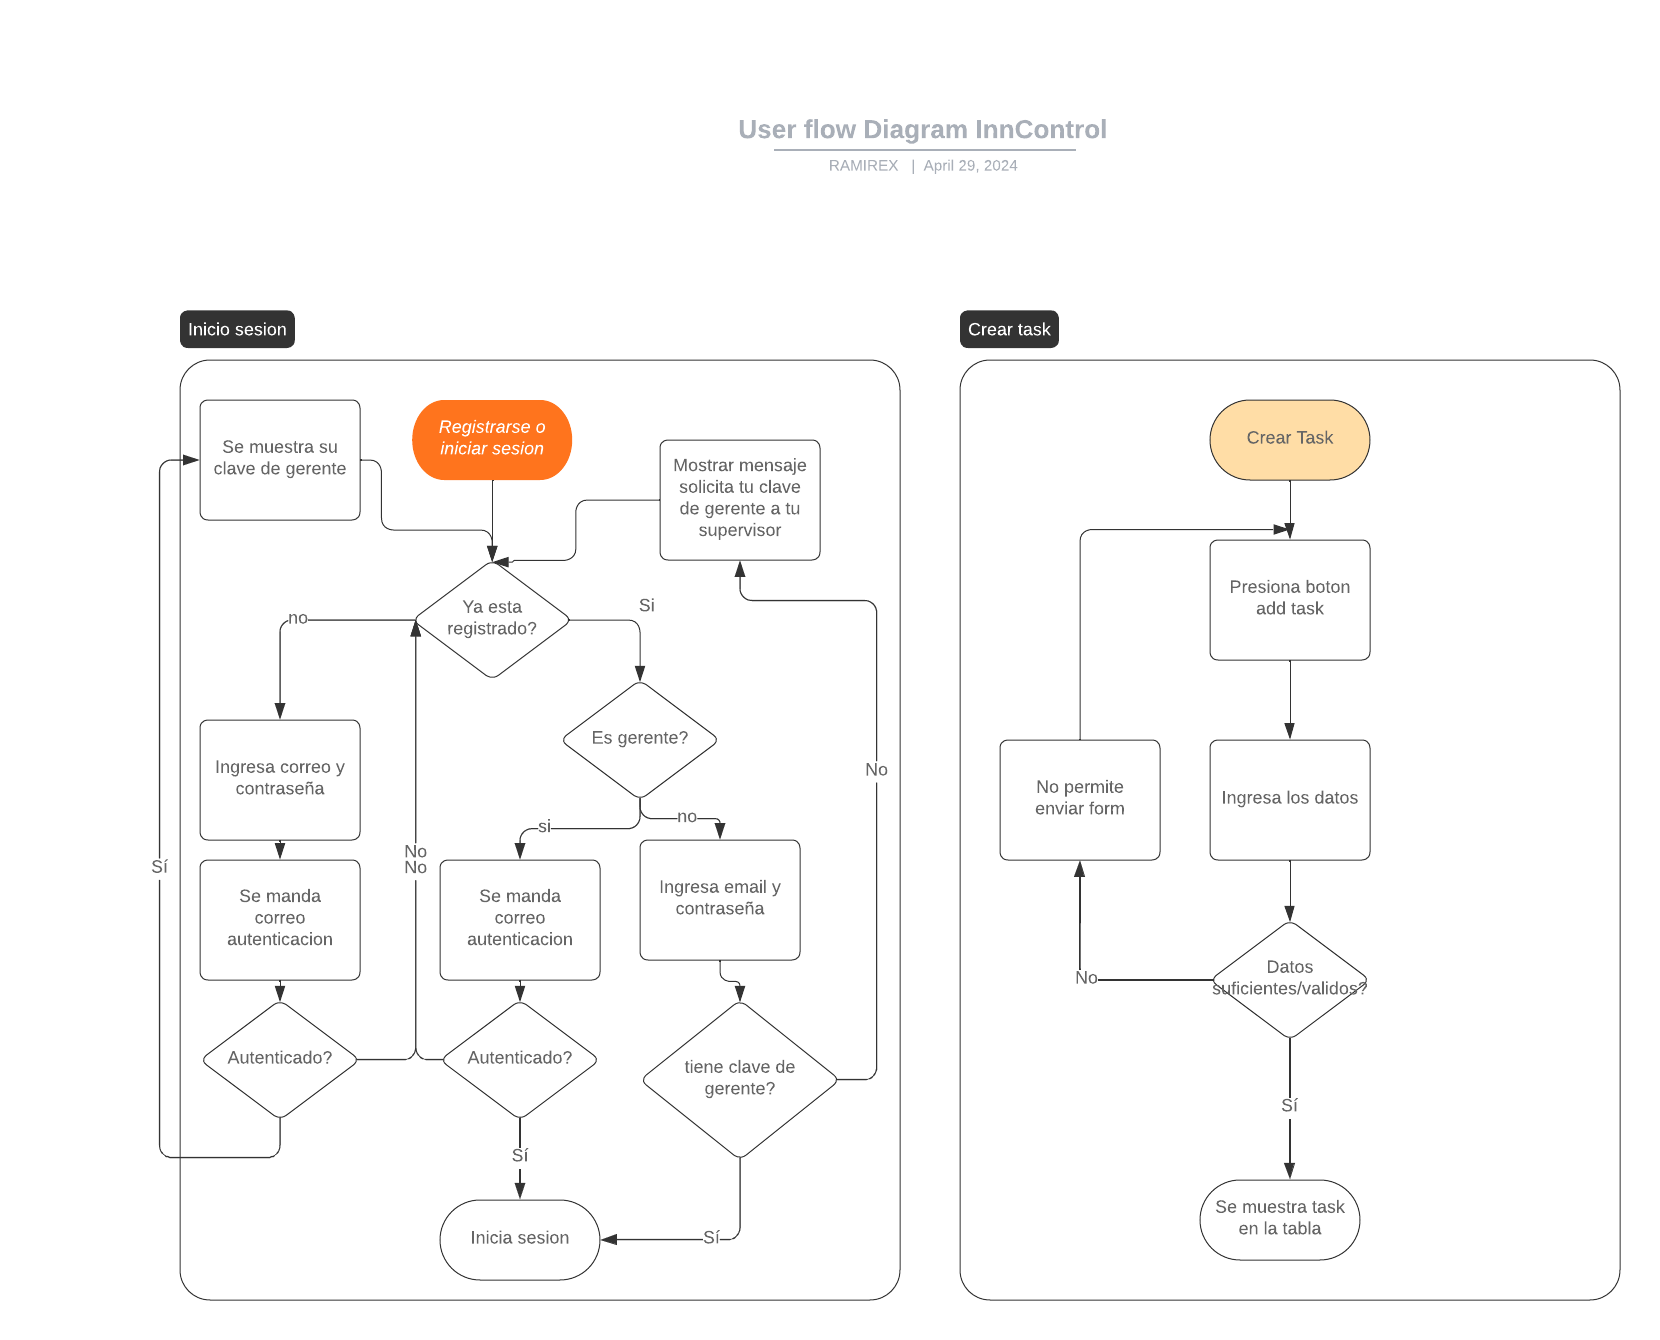 User flow Diagram InnControl
RAMIREX | April 29, 2024
Inicio sesion
Se muestra su
clave de gerente
Registrarse o
iniciar sesion
Mostrar mensaje
solicita tu clave
de gerente a tu
supervisor
Ya esta
registrado?
no
Si
Es gerente?
si
no
Ingresa correo y
contraseña
No
No
No
Sí
Se manda
correo
autenticacion
Se manda
correo
autenticacion
Ingresa email y
contraseña
Autenticado?
Autenticado?
tiene clave de
gerente?
Sí
Sí
Inicia sesion
Crear task
Crear Task
Presiona boton
add task
No permite
enviar form
Ingresa los datos
Datos
suficientes/validos?
No
Sí
Se muestra task
en la tabla